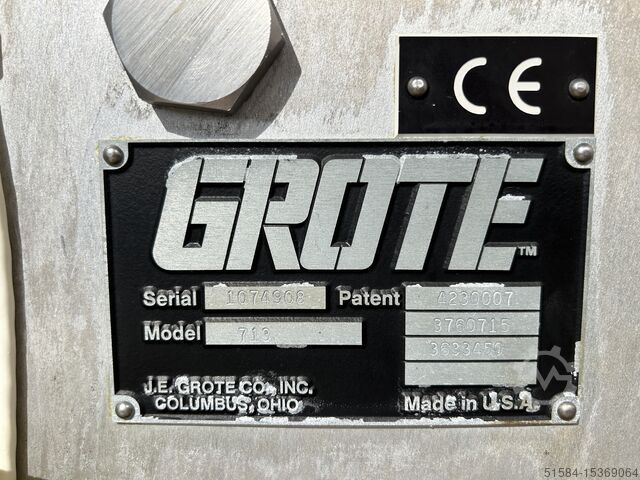 CE
GROTE™
Serial 1074908 Patent 4230007
3760715
Model 713
3633450
J.E. GROTE CO., INC.
COLUMBUS, OHIO
Made in U.S.A.
51584-15369064